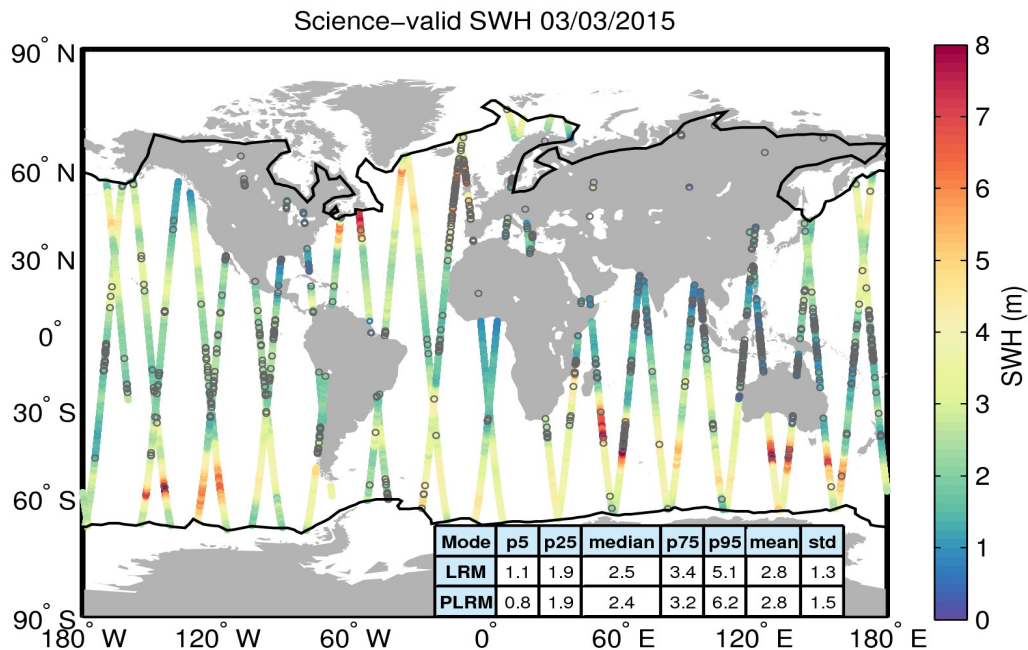 Science−valid SWH 03/03/2015
90° N
60° N
30° N
0°
30° S
60° S
90° S
180° W
120° W
60° W
0°
60° E
120° E
180° E
8
7
6
5
4
3
2
1
0
SWH (m)
Mode p5 p25 median p75 p95 mean std
LRM 1.1 1.9 2.5 3.4 5.1 2.8 1.3
PLRM 0.8 1.9 2.4 3.2 6.2 2.8 1.5